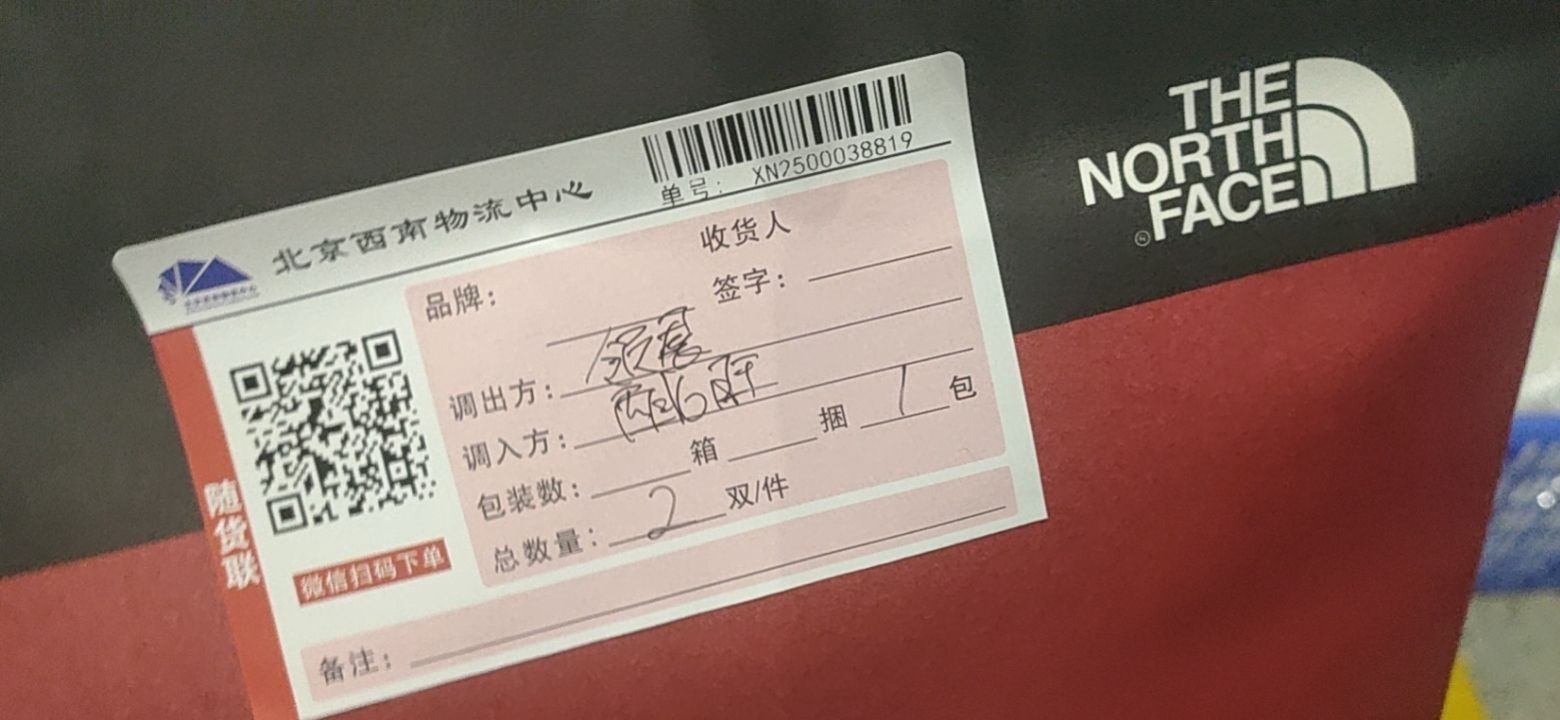 北京西南物流中心
单号: XN2500038819
收货人
品牌: 签字:
调出方: 银基
调入方:
包装数: 箱 捆 1 包
总数量: 2 双/件
备注:
随货联
微信扫码下单
THE
NORTH
FACE